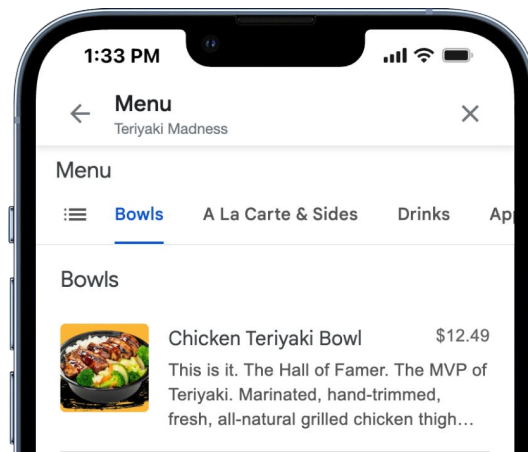 1:33 PM
Menu
Teriyaki Madness
Menu
Bowls A La Carte & Sides Drinks
Bowls
Chicken Teriyaki Bowl $12.49
This is it. The Hall of Famer. The MVP of
Teriyaki. Marinated, hand-trimmed,
fresh, all-natural grilled chicken thigh...